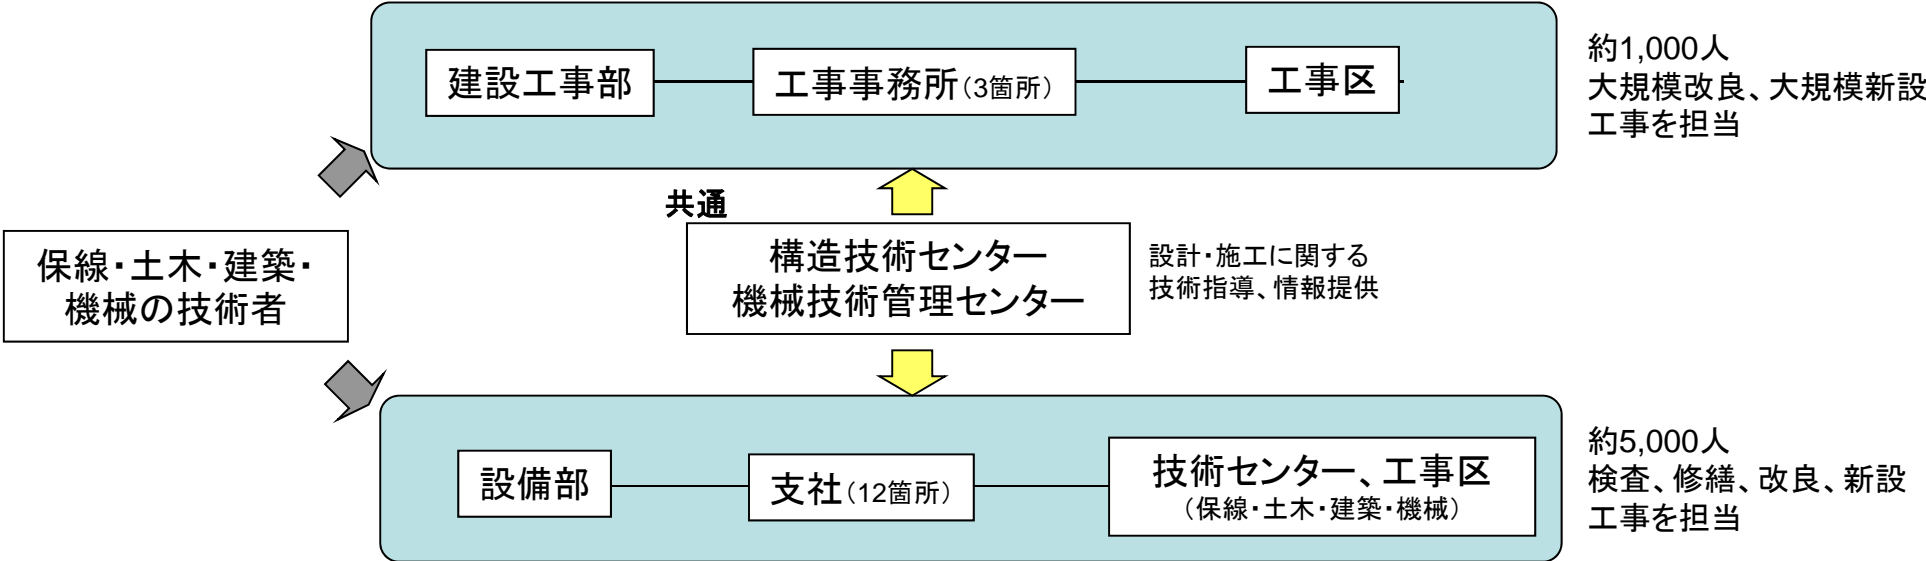 建設工事部
工事事務所(3箇所)
工事区
約1,000人
大規模改良、大規模新設
工事を担当
共通
保線・土木・建築・
機械の技術者
構造技術センター
機械技術管理センター
設計・施工に関する
技術指導、情報提供
設備部
支社(12箇所)
技術センター、工事区
(保線・土木・建築・機械)
約5,000人
検査、修繕、改良、新設
工事を担当